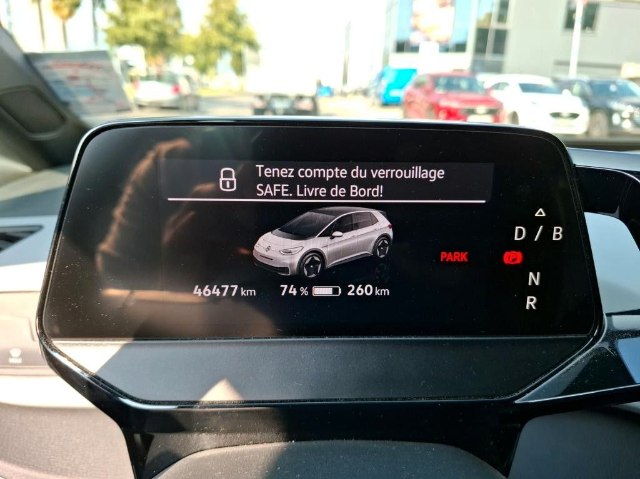 Tenez compte du verrouillage
SAFE. Livre de Bord!
D / B
PARK
P
N
R
46477 km 74 % 260 km